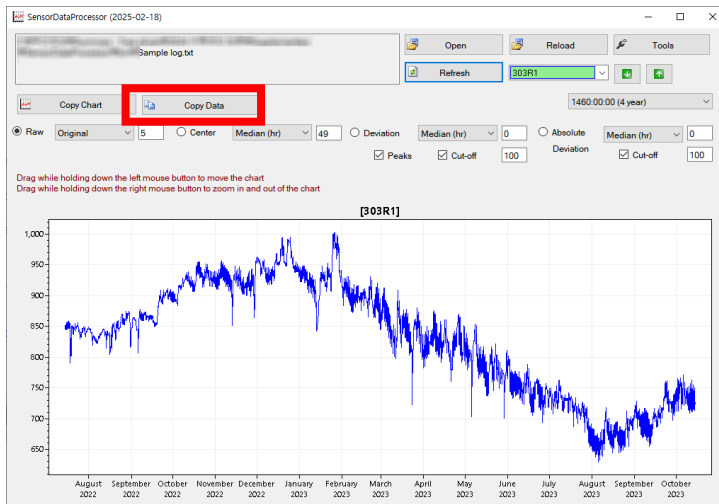 SensorDataProcessor (2025-02-18)
Sample log.txt
Open
Reload
Tools
Refresh
303R1
Copy Chart
Copy Data
1460:00:00 (4 year)
Raw Original 5 Center Median (hr) 49 Deviation Median (hr) 0 Absolute Deviation Median (hr) 0
Peaks Cut-off 100 Cut-off 100
Drag while holding down the left mouse button to move the chart
Drag while holding down the right mouse button to zoom in and out of the chart
[303R1]
1,000
950
900
850
800
750
700
650
August September October November December January February March April May June July August September October
2022 2022 2022 2022 2022 2023 2023 2023 2023 2023 2023 2023 2023 2023 2023